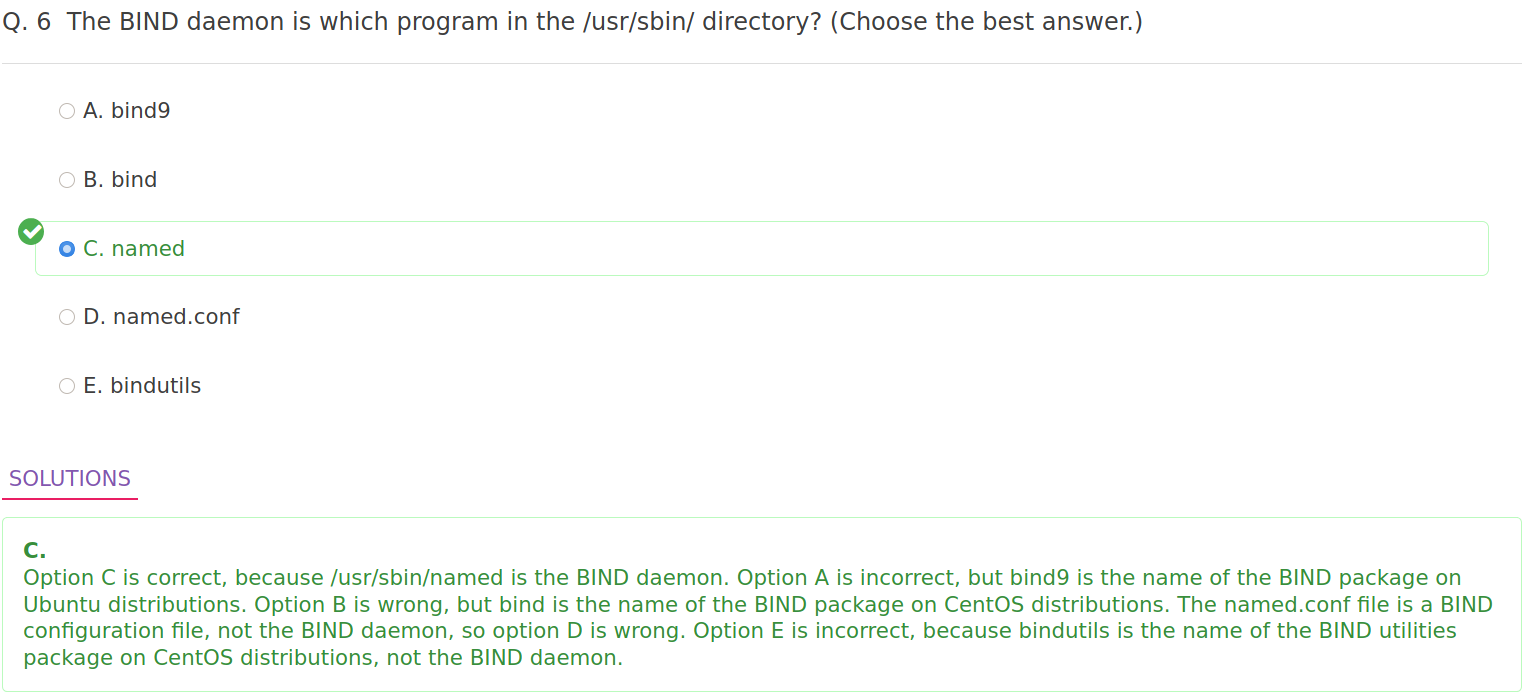 Q. 6 The BIND daemon is which program in the /usr/sbin/ directory? (Choose the best answer.)
A. bind9
B. bind
C. named
D. named.conf
E. bindutils
SOLUTIONS
C.
Option C is correct, because /usr/sbin/named is the BIND daemon. Option A is incorrect, but bind9 is the name of the BIND package on
Ubuntu distributions. Option B is wrong, but bind is the name of the BIND package on CentOS distributions. The named.conf file is a BIND
configuration file, not the BIND daemon, so option D is wrong. Option E is incorrect, because bindutils is the name of the BIND utilities
package on CentOS distributions, not the BIND daemon.